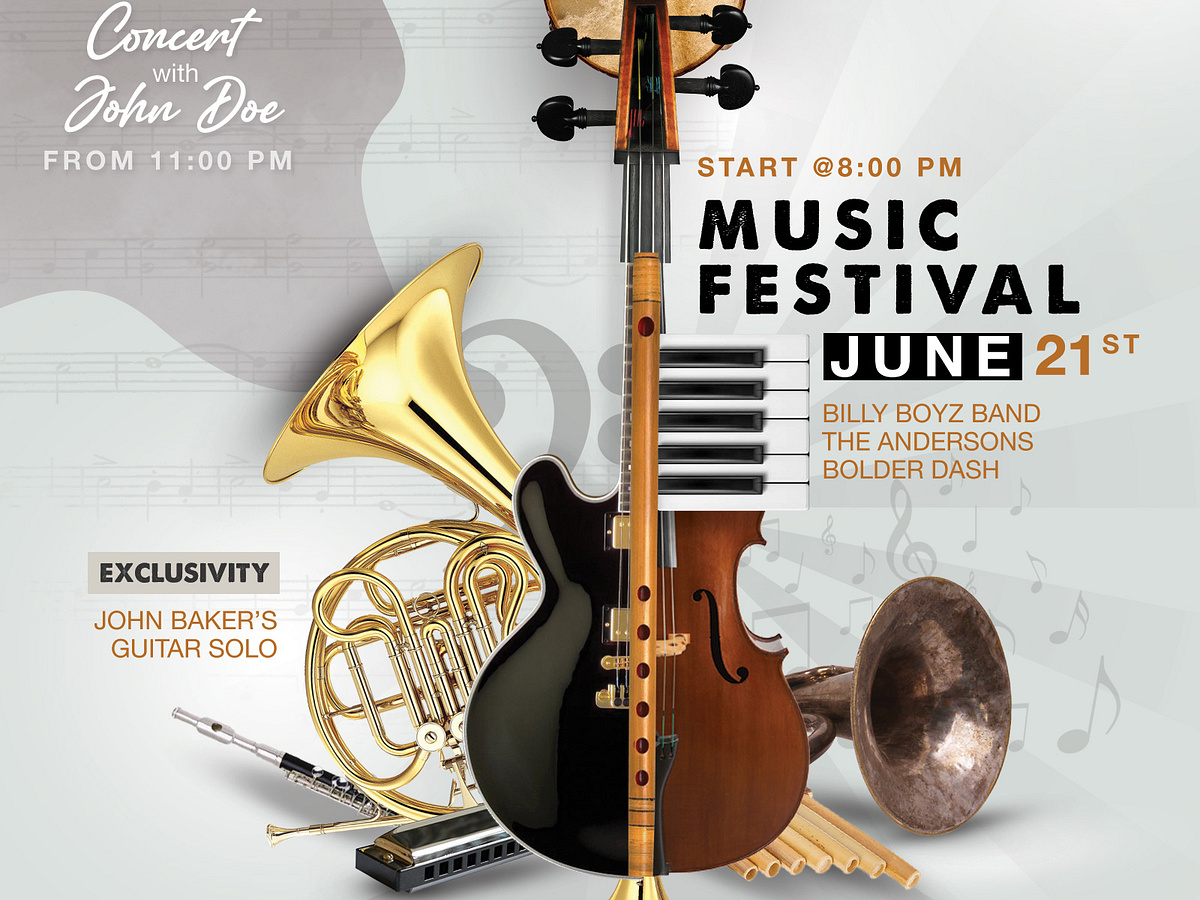 Concert
with
John Doe
FROM 11:00 PM
START @8:00 PM
MUSIC
FESTIVAL
JUNE 21ST
BILLY BOYZ BAND
THE ANDERSONS
BOLDER DASH
EXCLUSIVITY
JOHN BAKER'S
GUITAR SOLO